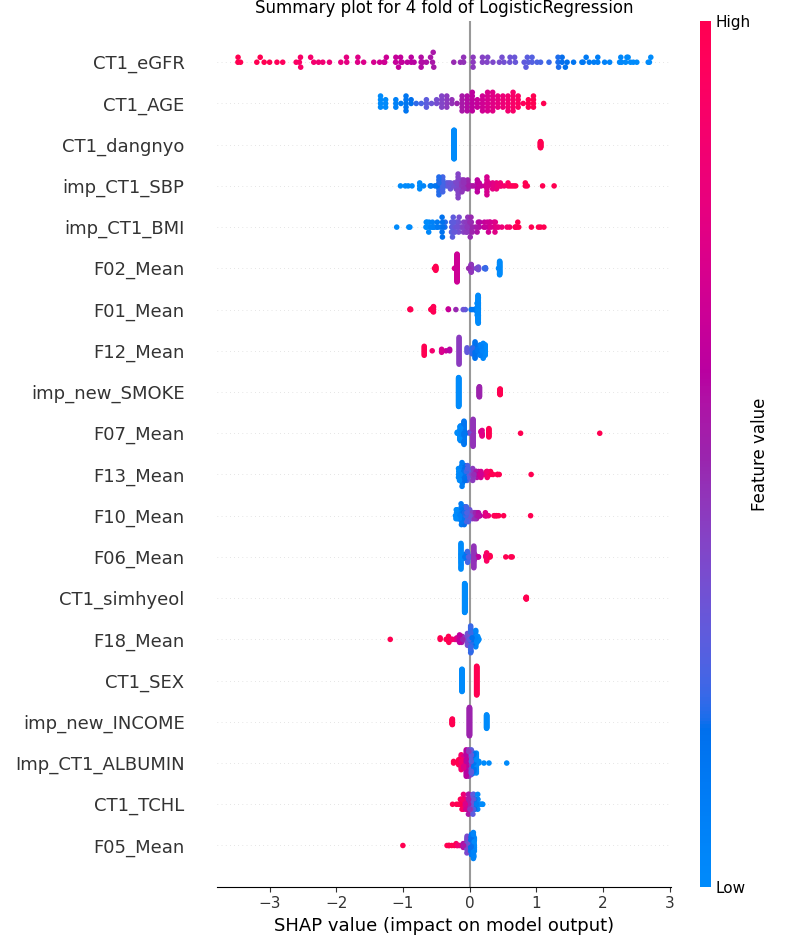 Summary plot for 4 fold of LogisticRegression
High
CT1_eGFR
CT1_AGE
CT1_dangnyo
imp_CT1_SBP
imp_CT1_BMI
F02_Mean
F01_Mean
F12_Mean
imp_new_SMOKE
F07_Mean
F13_Mean
F10_Mean
F06_Mean
CT1_simhyeol
F18_Mean
CT1_SEX
imp_new_INCOME
Imp_CT1_ALBUMIN
CT1_TCHL
F05_Mean
Feature value
Low
−3 −2 −1 0 1 2 3
SHAP value (impact on model output)